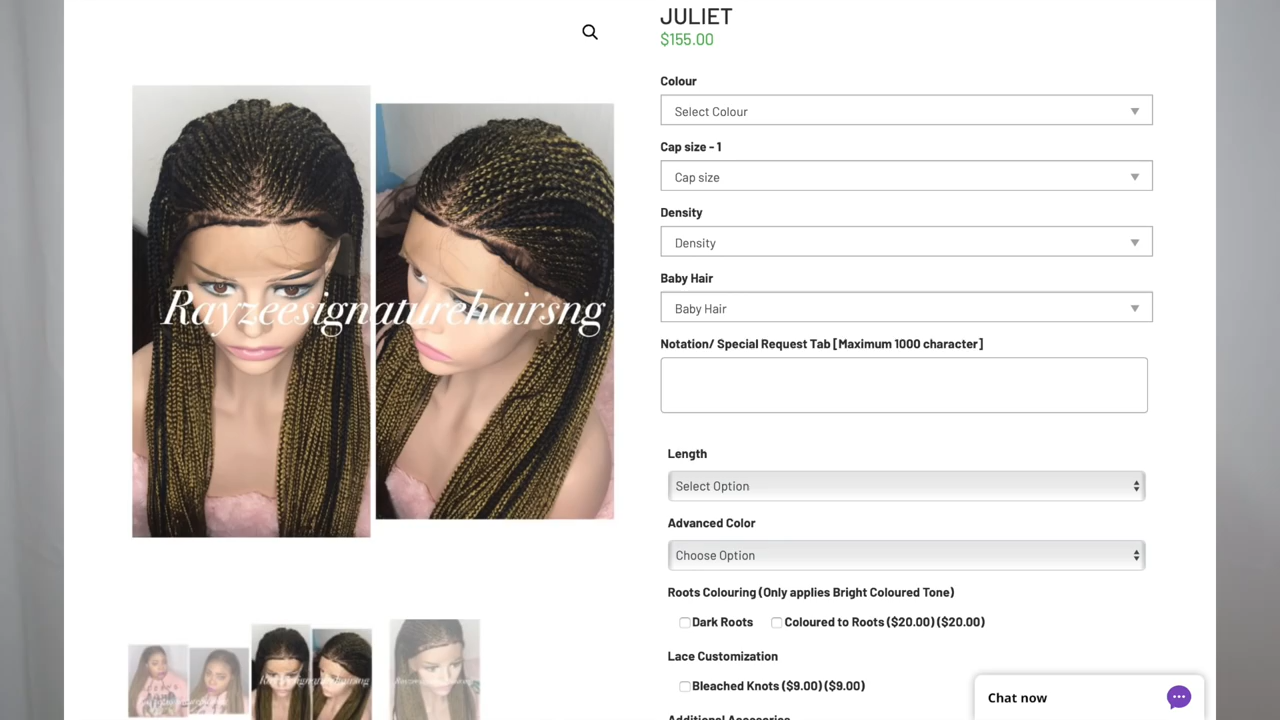 JULIET
$155.00
Colour
Select Colour
Cap size - 1
Cap size
Density
Density
Baby Hair
Baby Hair
Notation/ Special Request Tab [Maximum 1000 character]
Length
Select Option
Advanced Color
Choose Option
Roots Colouring (Only applies Bright Coloured Tone)
Dark Roots Coloured to Roots ($20.00) ($20.00)
Lace Customization
Bleached Knots ($9.00) ($9.00)
Rayzeesignaturehairsng
Chat now